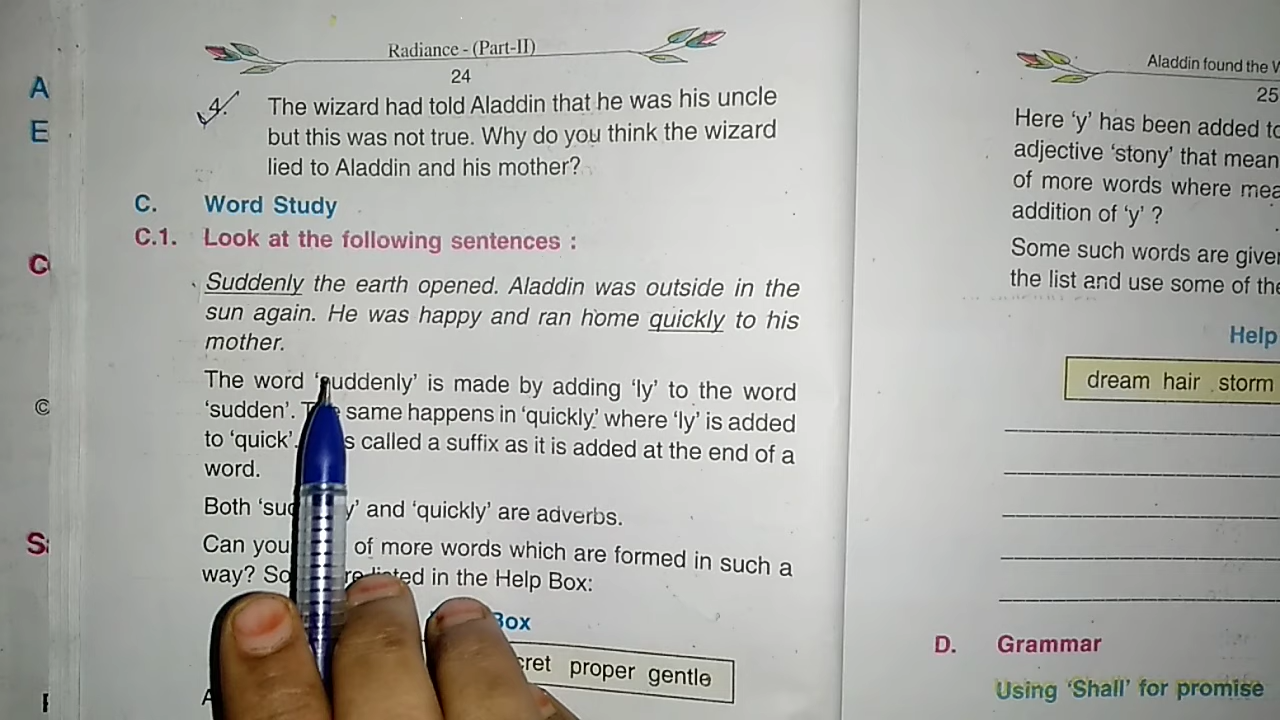 Radiance - (Part-II)
24
4. The wizard had told Aladdin that he was his uncle
but this was not true. Why do you think the wizard
lied to Aladdin and his mother?
C. Word Study
C.1. Look at the following sentences :
Suddenly the earth opened. Aladdin was outside in the
sun again. He was happy and ran home quickly to his
mother.
The word 'suddenly' is made by adding 'ly' to the word
'sudden'. same happens in 'quickly' where 'ly' is added
to 'quick'. called a suffix as it is added at the end of a
word.
Both and 'quickly' are adverbs.
Can you of more words which are formed in such a
way? listed in the Help Box:
Box
proper gentle
Aladdin found the
25
Here 'y' has been added to
adjective 'stony' that
of more words where
addition of 'y' ?
Some such words are
the list and use some of
Help
dream hair storm
D. Grammar
Using 'Shall' for promise
A
E
C
©